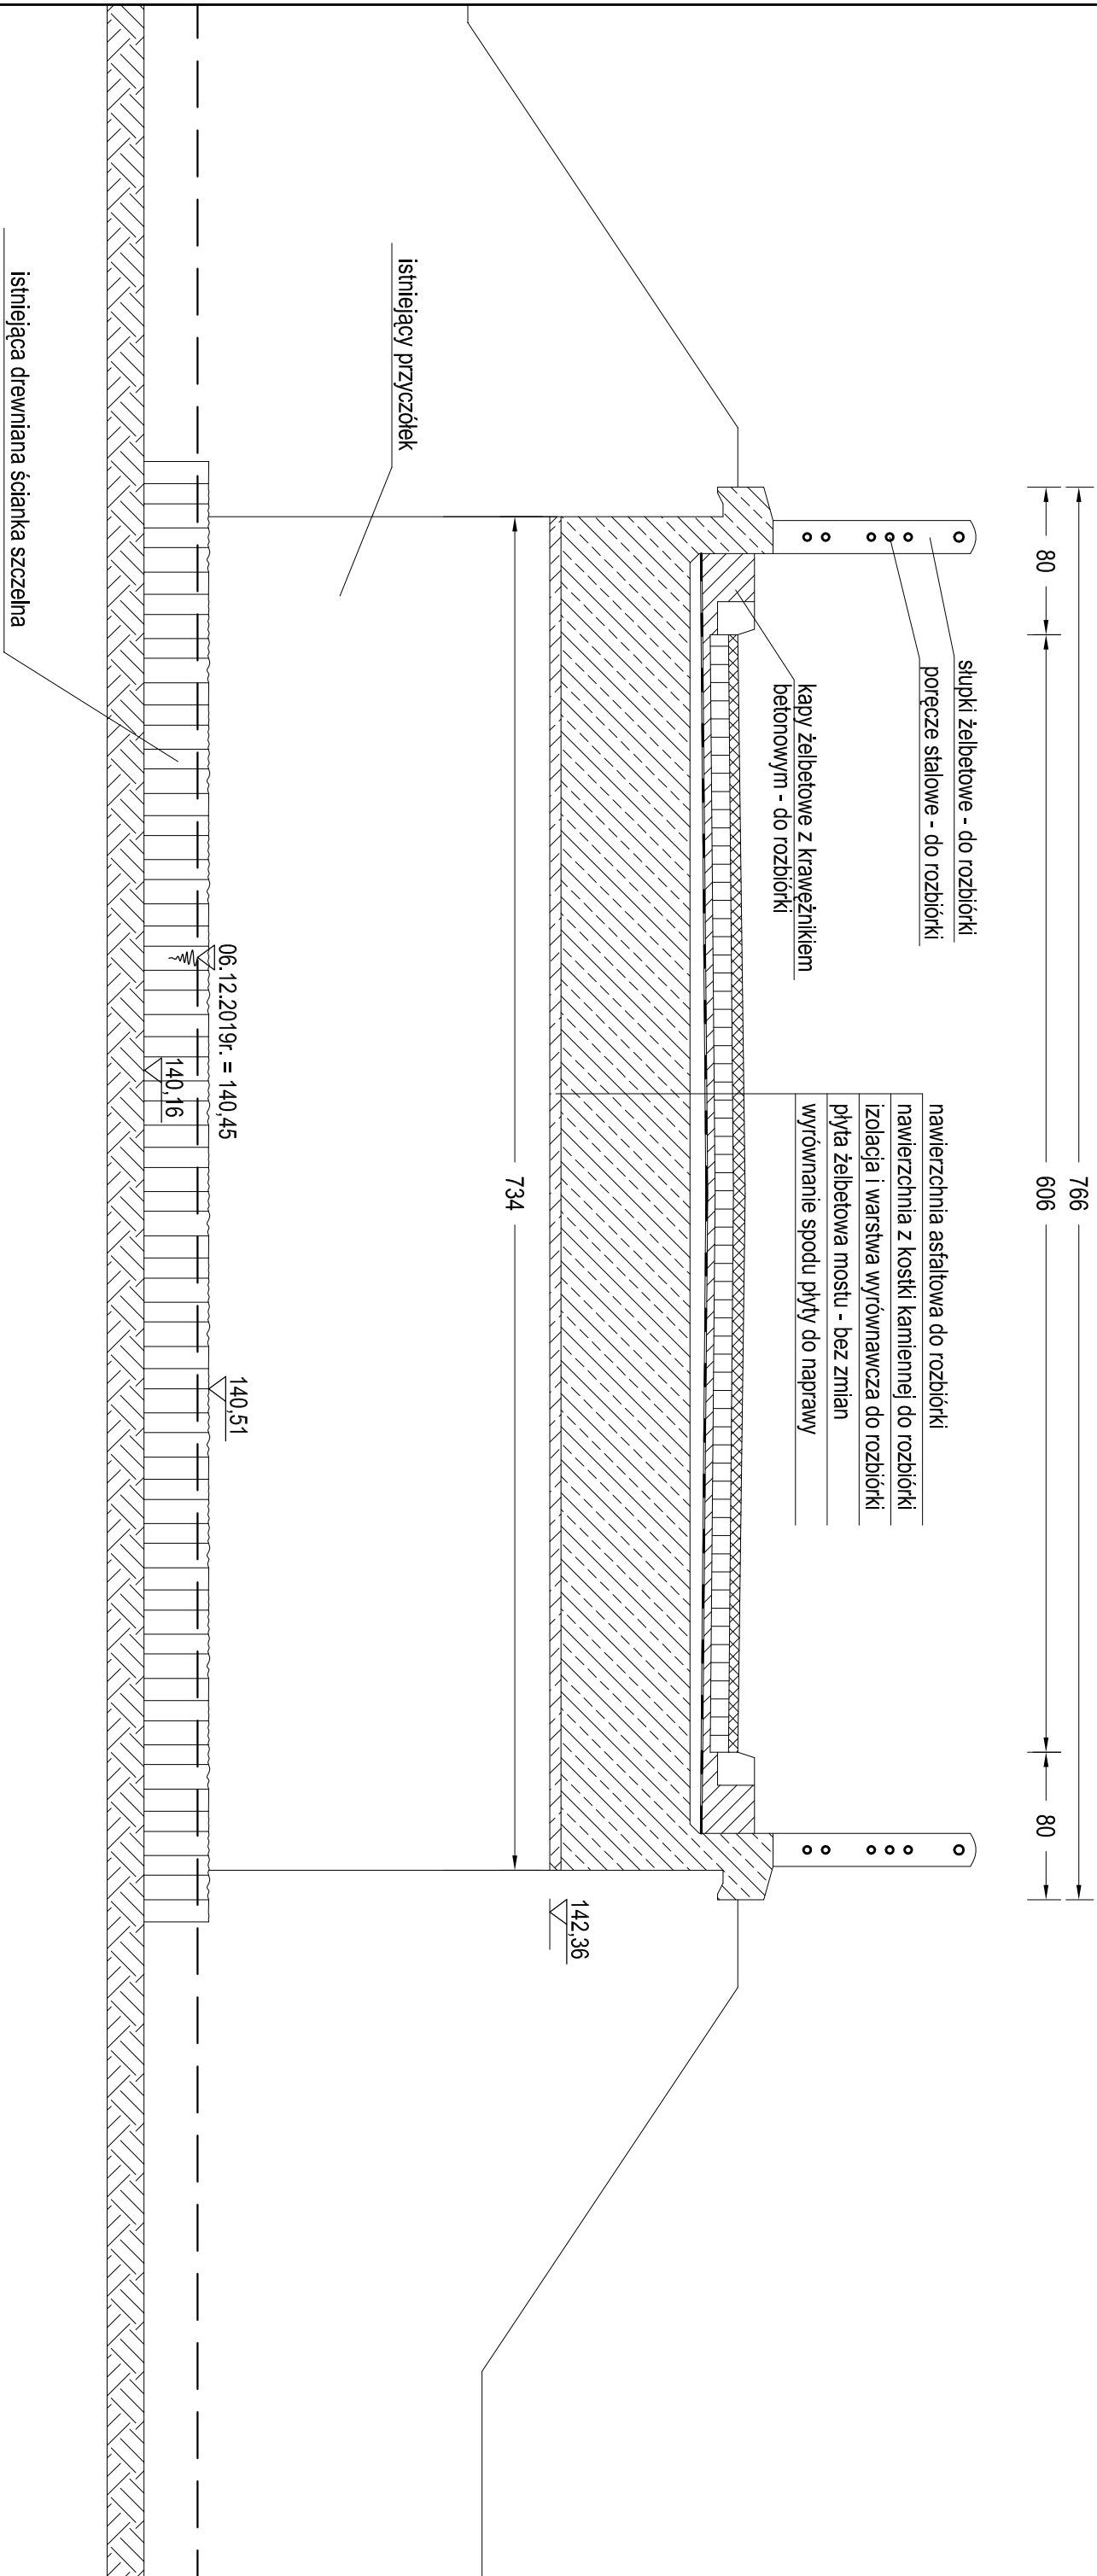 766
80
606
80
słupki żelbetowe - do rozbiórki
poręcze stalowe - do rozbiórki
kapy żelbetowe z krawężnikiem
betonowym - do rozbiórki
nawierzchnia asfaltowa do rozbiórki
nawierzchnia z kostki kamiennej do rozbiórki
izolacja i warstwa wyrównawcza do rozbiórki
płyta żelbetowa mostu - bez zmian
wyrównanie spodu płyty do naprawy
142,36
734
istniejący przyczółek
140,51
06.12.2019r. = 140,45
140,16
istniejąca drewniana ścianka szczelna